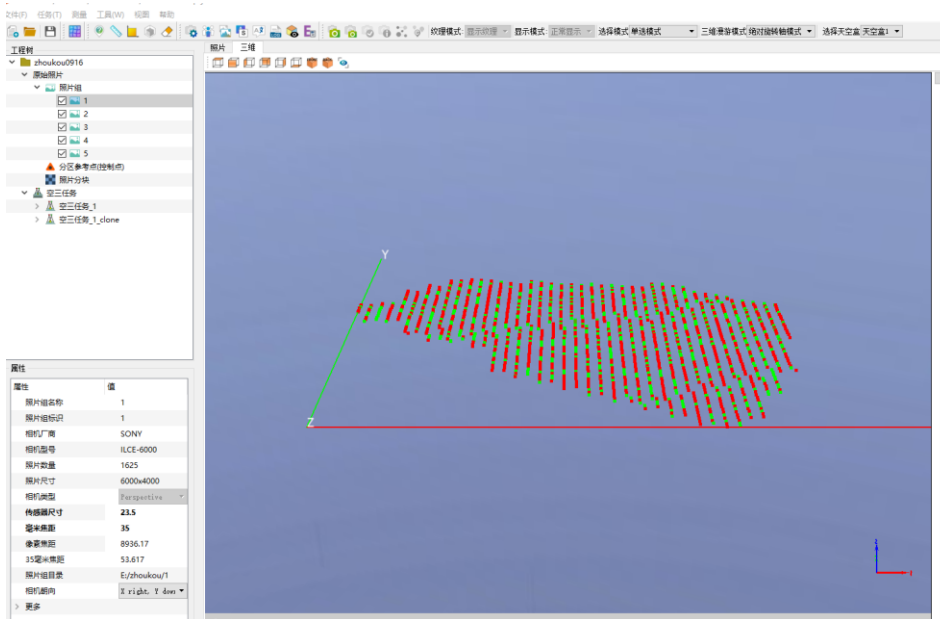 文件(F) 任务(T) 测量 工具(W) 视图 帮助
纹理模式: 显示纹理 显示模式: 正常显示 选择模式 单选模式 三维漫游模式 绝对旋转轴模式 选择天空盒 天空盒1
工程树
照片 三维
zhoukou0916
原始照片
照片组
1
2
3
4
5
分区参考点(控制点)
照片分块
空三任务
空三任务_1
空三任务_1_clone
Y
Z
属性
属性 值
照片组名称 1
照片组标识 1
相机厂商 SONY
相机型号 ILCE-6000
照片数量 1625
照片尺寸 6000x4000
相机类型 Perspective
传感器尺寸 23.5
毫米焦距 35
像素焦距 8936.17
35毫米焦距 53.617
照片组目录 E:/zhoukou/1
相机朝向 X right, Y down
更多